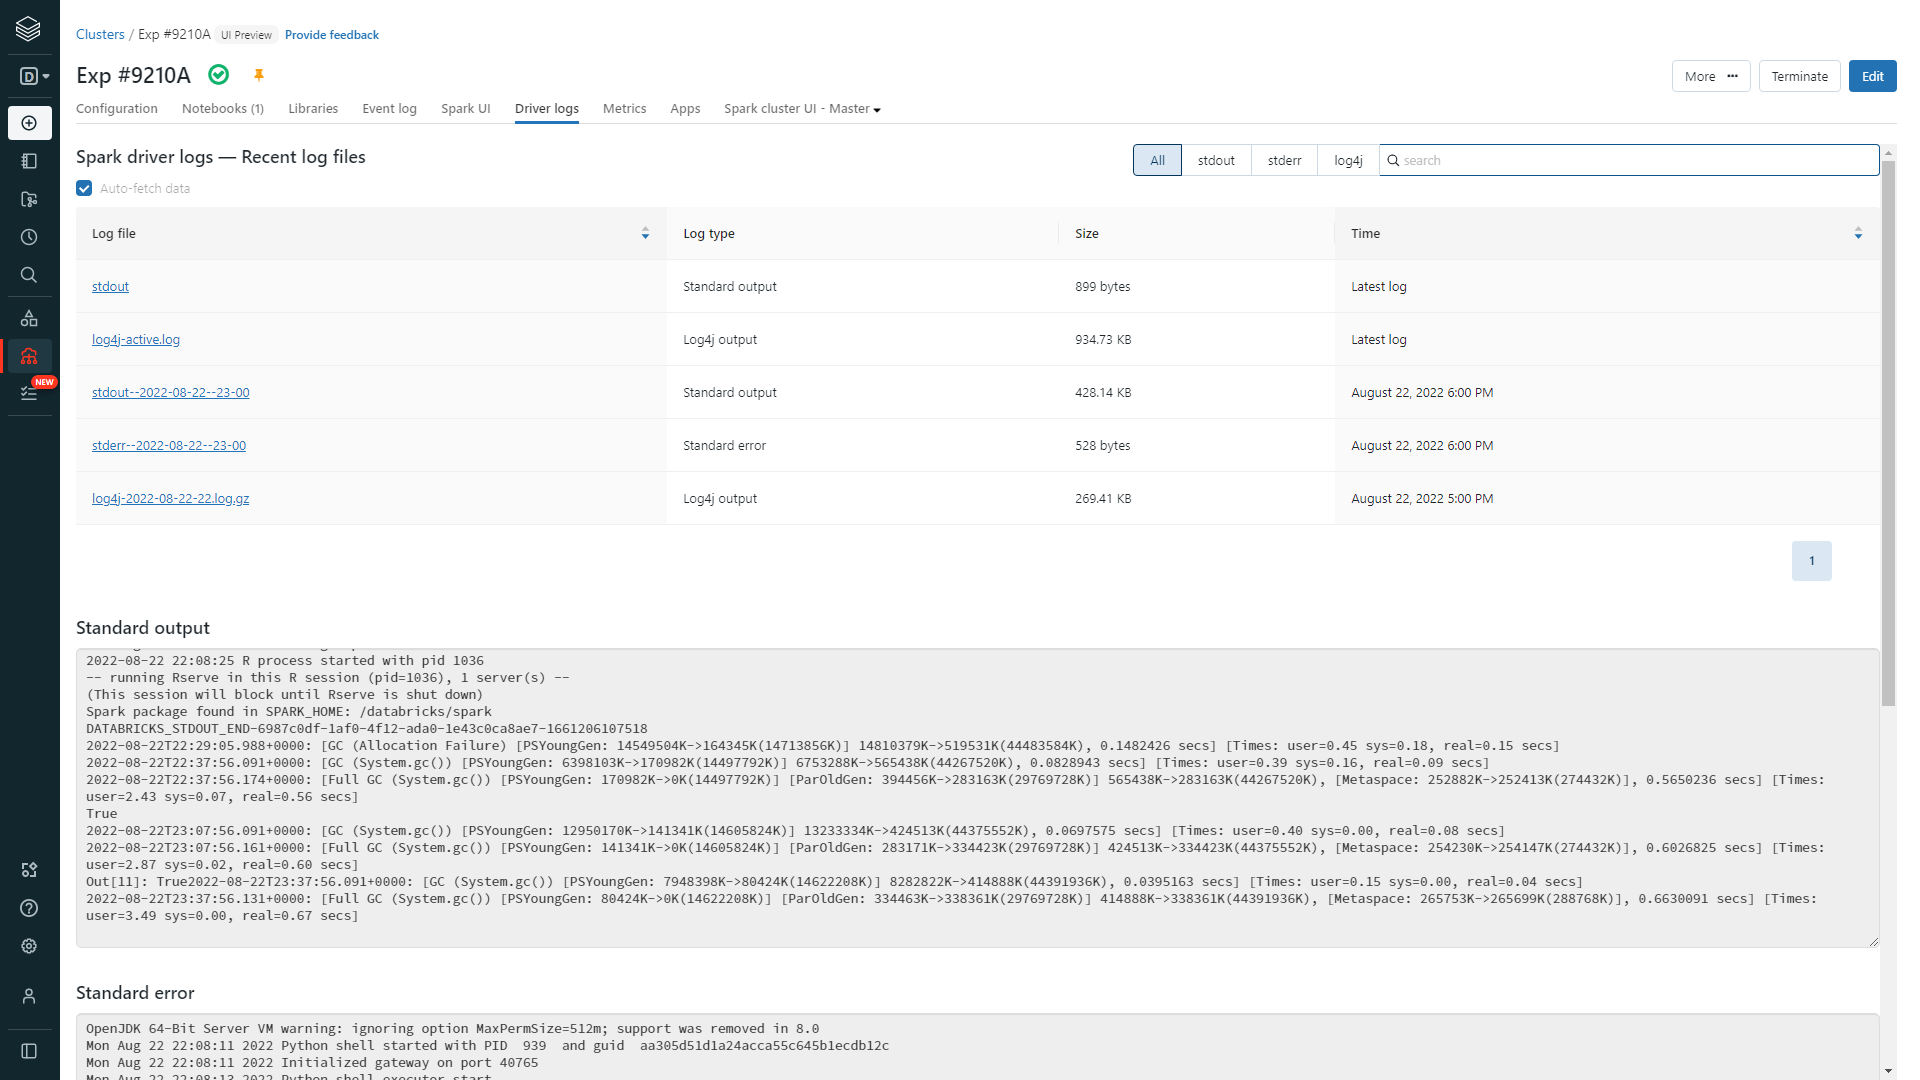 Clusters / Exp #9210A UI Preview Provide feedback
D
Exp #9210A
More ••• Terminate Edit
Configuration Notebooks (1) Libraries Event log Spark UI Driver logs Metrics Apps Spark cluster UI - Master
Spark driver logs — Recent log files
All stdout stderr log4j search
Auto-fetch data
Log file Log type Size Time
stdout Standard output 899 bytes Latest log
log4j-active.log Log4j output 934.73 KB Latest log
NEW
stdout--2022-08-22--23-00 Standard output 428.14 KB August 22, 2022 6:00 PM
stderr--2022-08-22--23-00 Standard error 528 bytes August 22, 2022 6:00 PM
log4j-2022-08-22-22.log.gz Log4j output 269.41 KB August 22, 2022 5:00 PM
1
Standard output
2022-08-22 22:08:25 R process started with pid 1036
-- running Rserve in this R session (pid=1036), 1 server(s) --
(This session will block until Rserve is shut down)
Spark package found in SPARK_HOME: /databricks/spark
DATABRICKS_STDOUT_END-6987c0df-1af0-4f12-ada0-1e43c0ca8ae7-1661206107518
2022-08-22T22:29:05.988+0000: [GC (Allocation Failure) [PSYoungGen: 14549504K->164345K(14713856K)] 14810379K->519531K(44483584K), 0.1482426 secs] [Times: user=0.45 sys=0.18, real=0.15 secs]
2022-08-22T22:37:56.091+0000: [GC (System.gc()) [PSYoungGen: 6398103K->170982K(14497792K)] 6753288K->565438K(44267520K), 0.0828943 secs] [Times: user=0.39 sys=0.16, real=0.09 secs]
2022-08-22T22:37:56.174+0000: [Full GC (System.gc()) [PSYoungGen: 170982K->0K(14497792K)] [ParOldGen: 394456K->283163K(29769728K)] 565438K->283163K(44267520K), [Metaspace: 252882K->252413K(274432K)], 0.5650236 secs] [Times:
user=2.43 sys=0.07, real=0.56 secs]
True
2022-08-22T23:07:56.091+0000: [GC (System.gc()) [PSYoungGen: 12950170K->141341K(14605824K)] 13233334K->424513K(44375552K), 0.0697575 secs] [Times: user=0.40 sys=0.00, real=0.08 secs]
2022-08-22T23:07:56.161+0000: [Full GC (System.gc()) [PSYoungGen: 141341K->0K(14605824K)] [ParOldGen: 283171K->334423K(29769728K)] 424513K->334423K(44375552K), [Metaspace: 254230K->254147K(274432K)], 0.6026825 secs] [Times:
user=2.87 sys=0.02, real=0.60 secs]
Out[11]: True2022-08-22T23:37:56.091+0000: [GC (System.gc()) [PSYoungGen: 7948398K->80424K(14622208K)] 8282822K->414888K(44391936K), 0.0395163 secs] [Times: user=0.15 sys=0.00, real=0.04 secs]
2022-08-22T23:37:56.131+0000: [Full GC (System.gc()) [PSYoungGen: 80424K->0K(14622208K)] [ParOldGen: 334463K->338361K(29769728K)] 414888K->338361K(44391936K), [Metaspace: 265753K->265699K(288768K)], 0.6630091 secs] [Times:
user=3.49 sys=0.00, real=0.67 secs]
Standard error
OpenJDK 64-Bit Server VM warning: ignoring option MaxPermSize=512m; support was removed in 8.0
Mon Aug 22 22:08:11 2022 Python shell started with PID  939  and guid  aa305d51d1a24acca55c645b1ecdb12c
Mon Aug 22 22:08:11 2022 Initialized gateway on port 40765
Mon Aug 22 22:08:13 2022 Python shell executor start